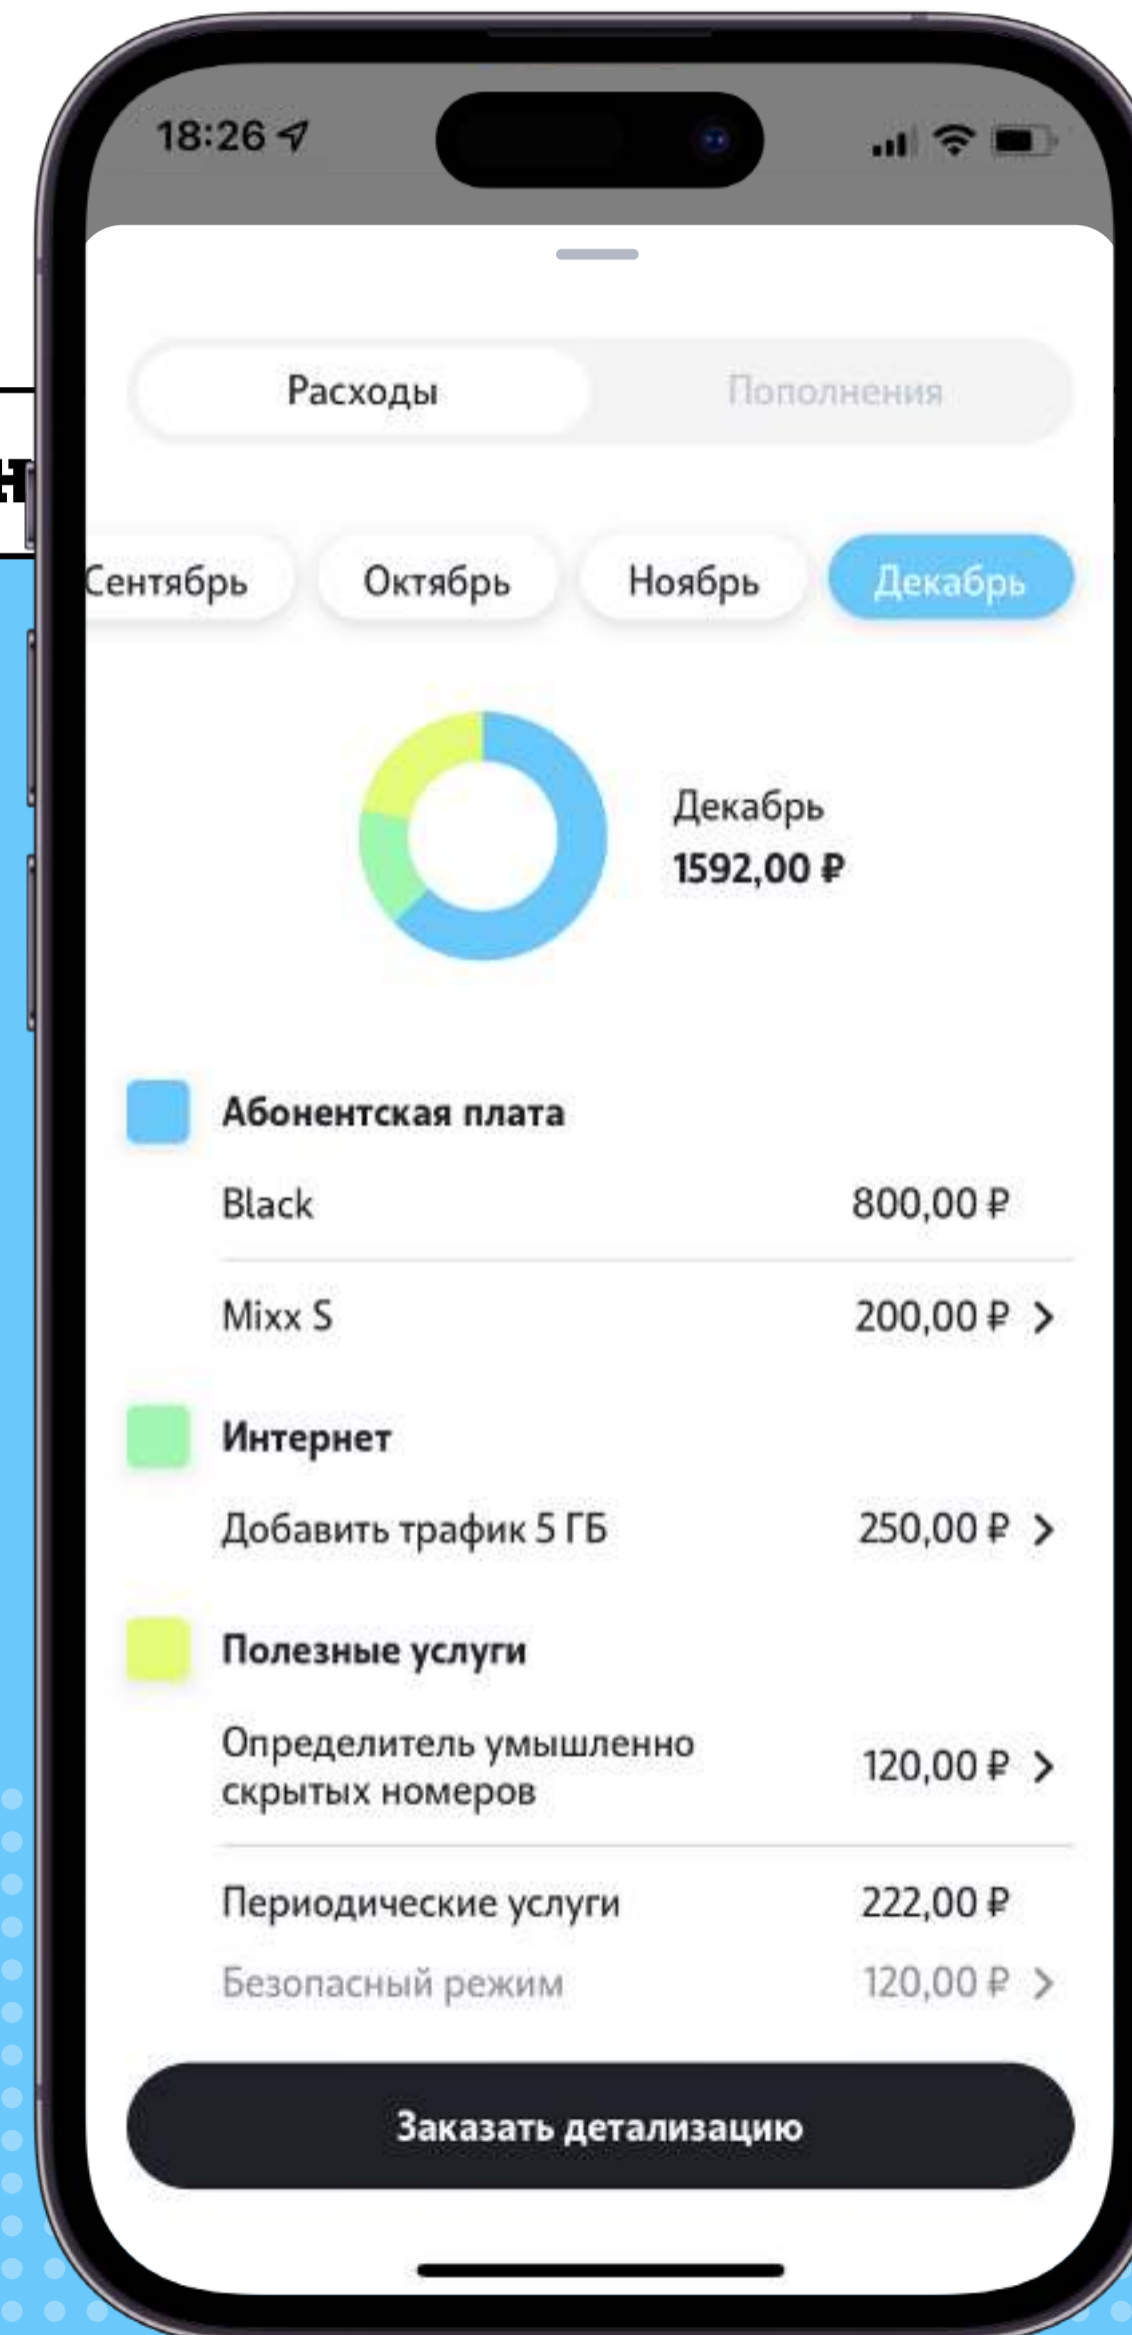 18:26
Расходы
Пополнения
Сентябрь
Октябрь
Ноябрь
Декабрь
Декабрь
1592,00 ₽
Абонентская плата
Black 800,00 ₽
Mixx S 200,00 ₽
Интернет
Добавить трафик 5 ГБ 250,00 ₽
Полезные услуги
Определитель умышленно
скрытых номеров 120,00 ₽
Периодические услуги 222,00 ₽
Безопасный режим 120,00 ₽
Заказать детализацию